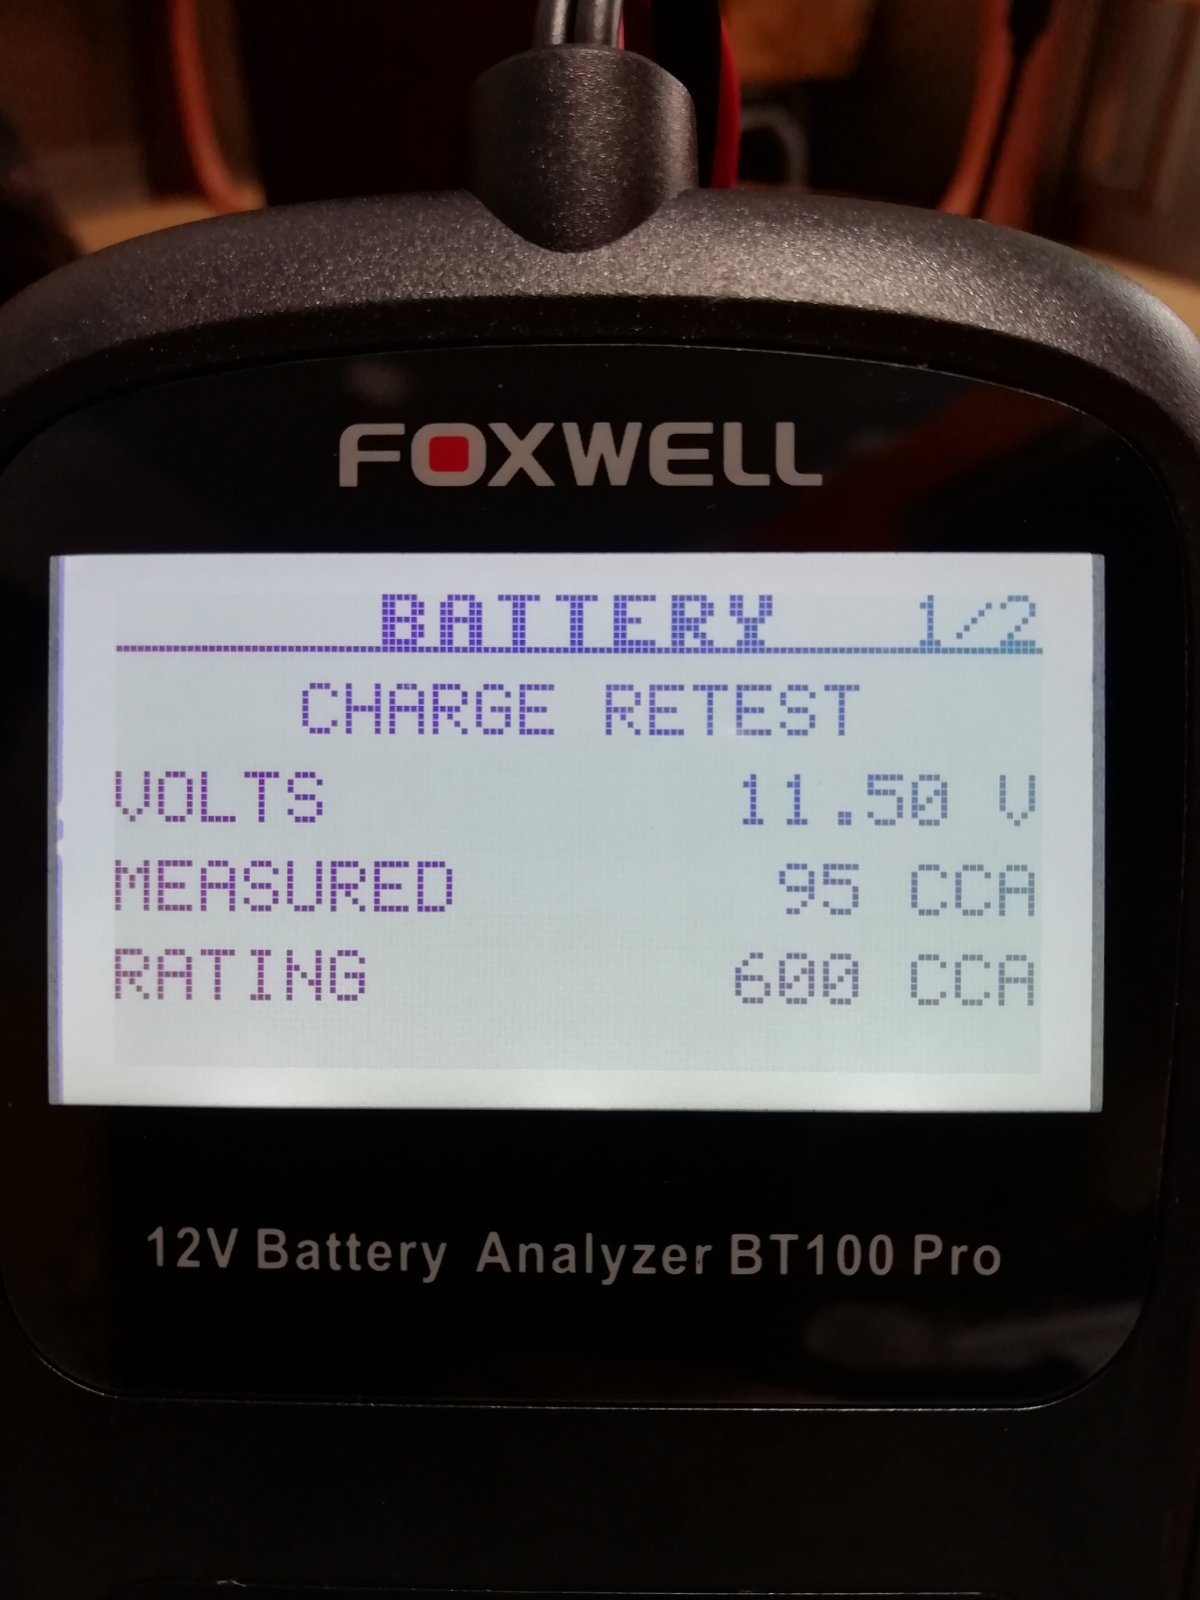 FOXWELL
BATTERY 1/2
CHARGE RETEST
VOLTS 11.50 V
MEASURED 95 CCA
RATING 600 CCA
12V Battery Analyzer BT100 Pro